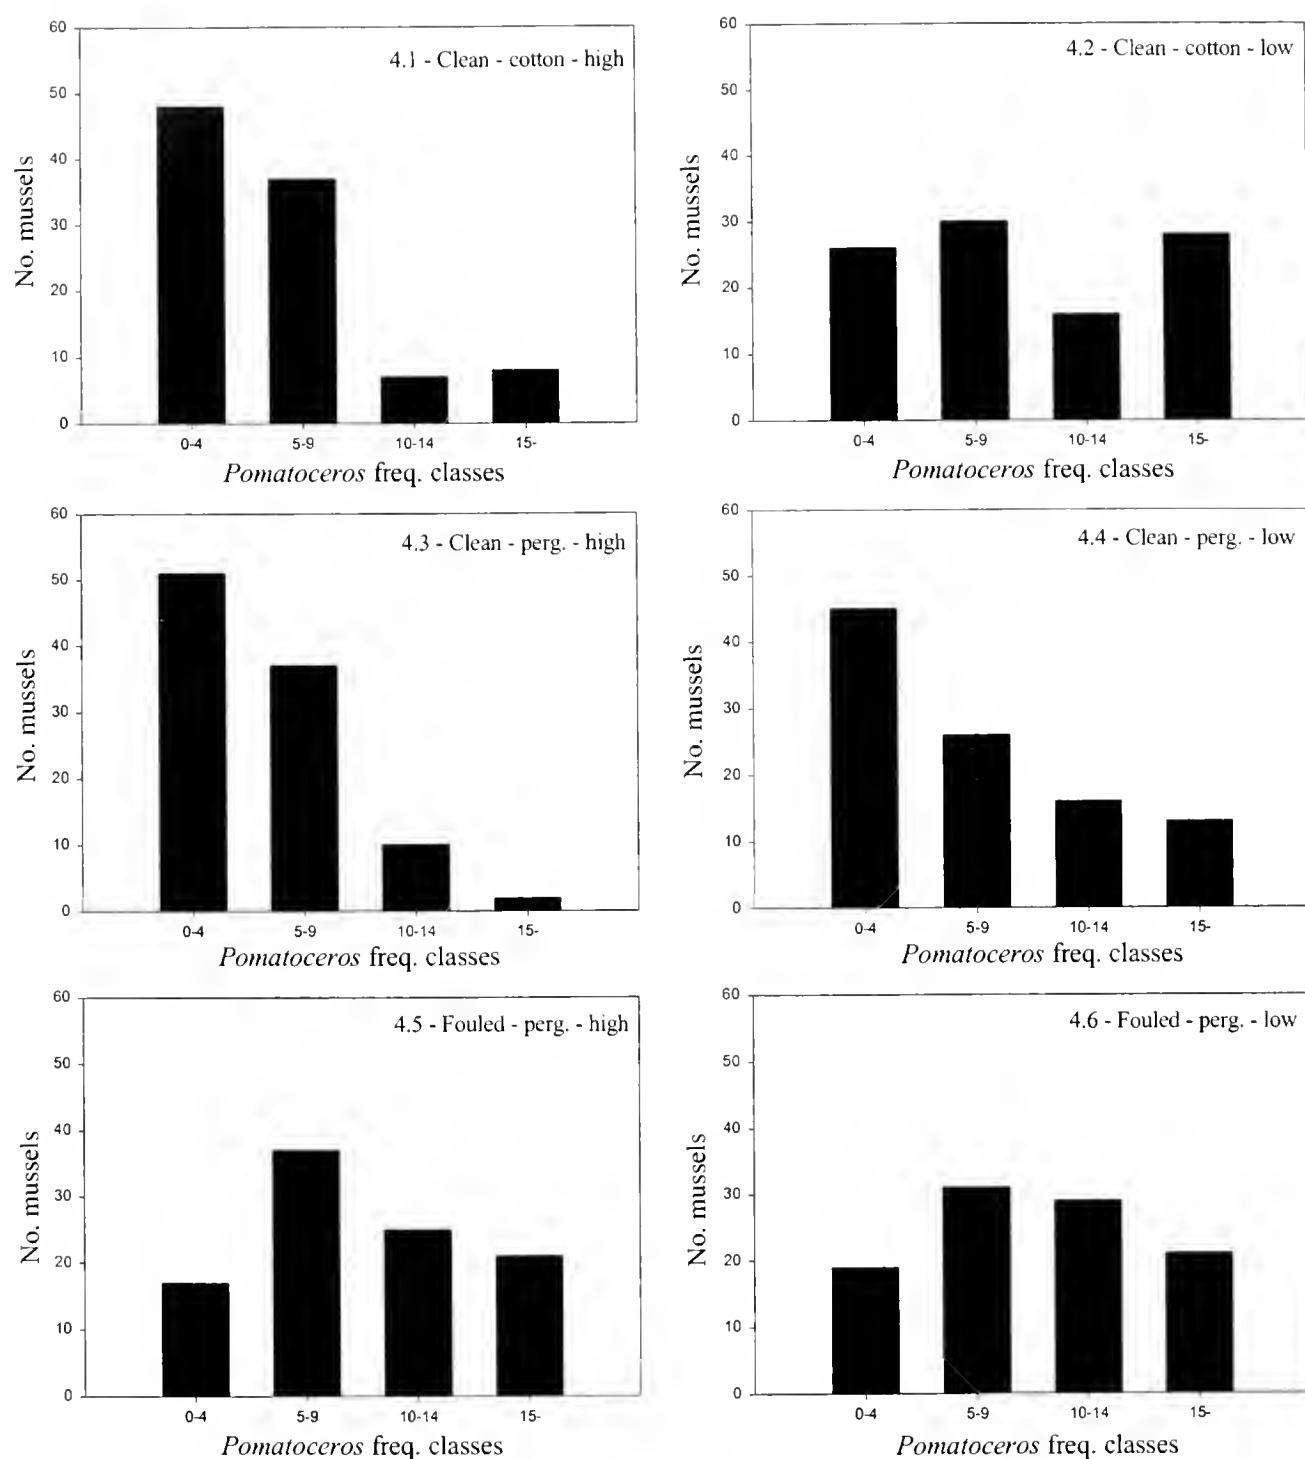 60
50
40
30
20
10
0
No. mussels
4.1 - Clean - cotton - high
0-4 5-9 10-14 15-
Pomatoceros freq. classes
60
50
40
30
20
10
0
No. mussels
4.2 - Clean - cotton - low
0-4 5-9 10-14 15-
Pomatoceros freq. classes
60
50
40
30
20
10
0
No. mussels
4.3 - Clean - perg. - high
0-4 5-9 10-14 15-
Pomatoceros freq. classes
60
50
40
30
20
10
0
No. mussels
4.4 - Clean - perg. - low
0-4 5-9 10-14 15-
Pomatoceros freq. classes
60
50
40
30
20
10
0
No. mussels
4.5 - Fouled - perg. - high
0-4 5-9 10-14 15-
Pomatoceros freq. classes
60
50
40
30
20
10
0
No. mussels
4.6 - Fouled - perg. - low
0-4 5-9 10-14 15-
Pomatoceros freq. classes